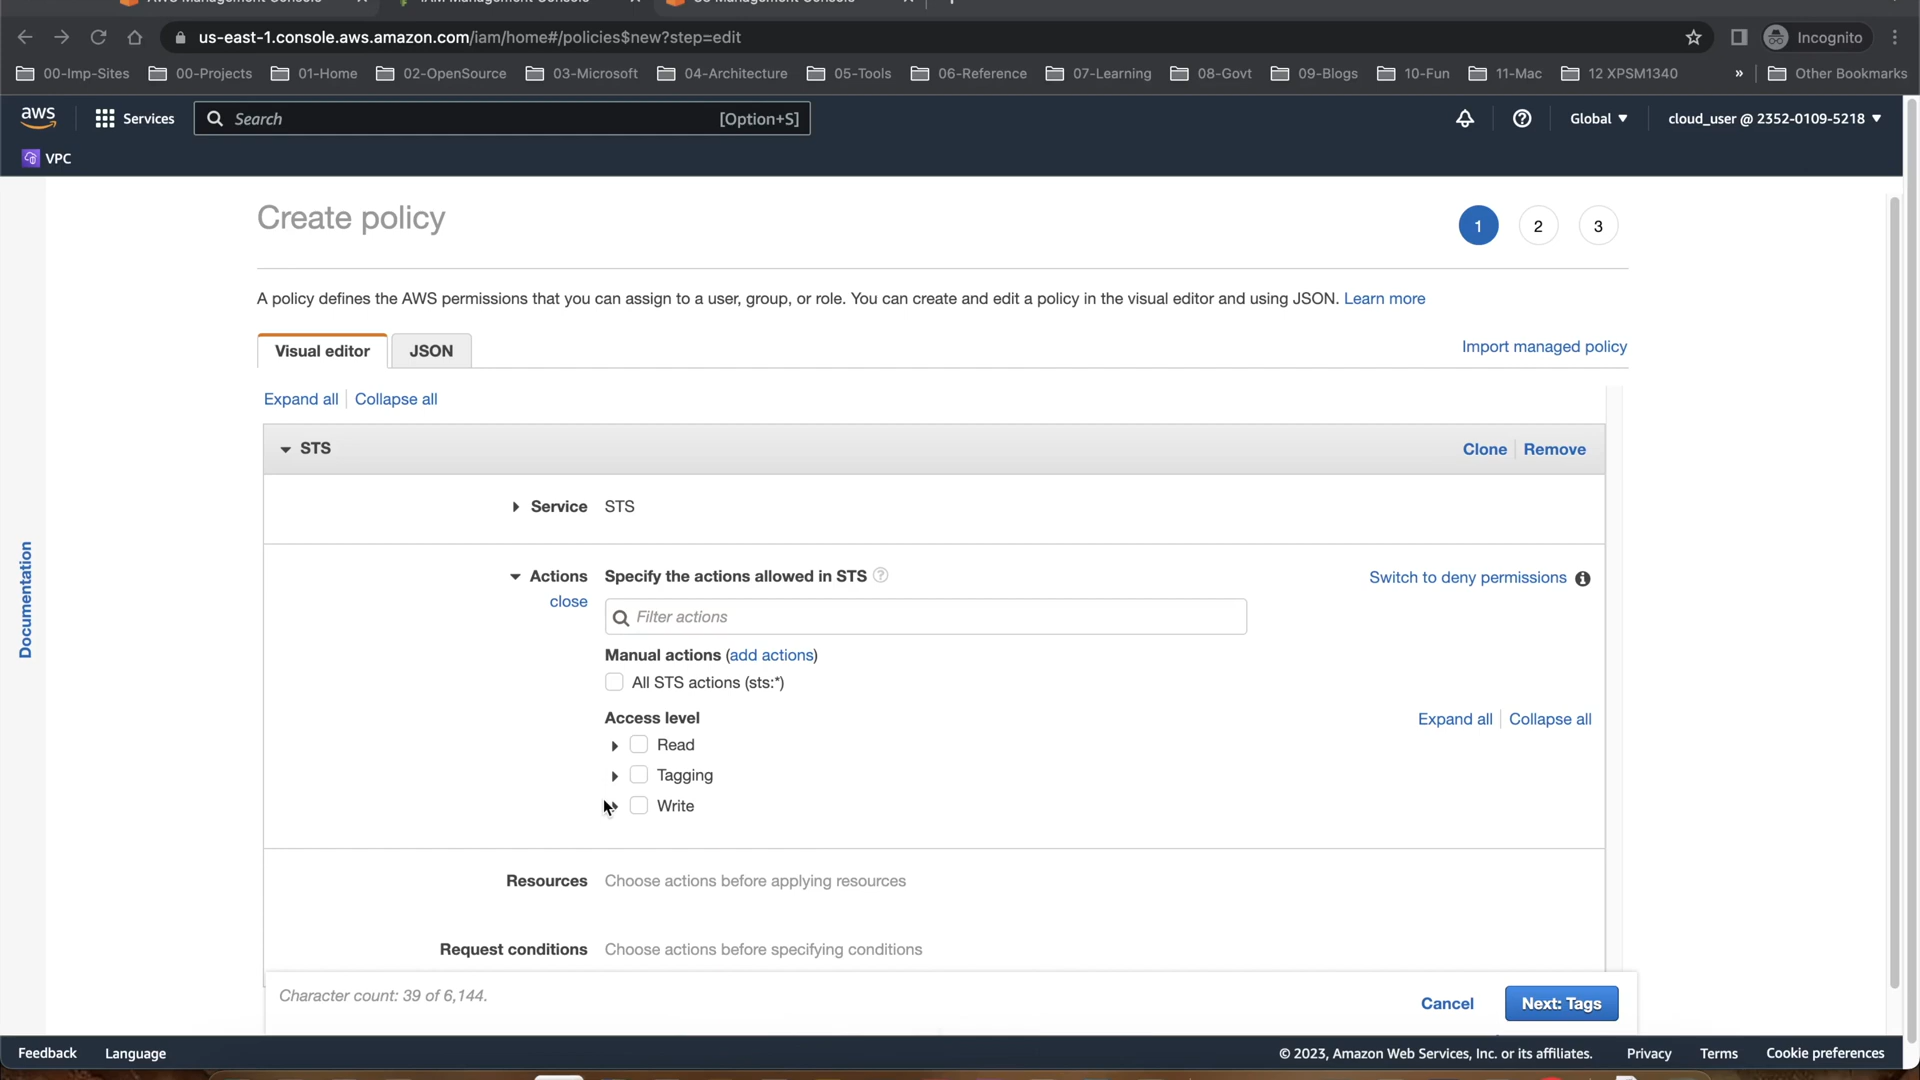 us-east-1.console.aws.amazon.com/iam/home#/policies$new?step=edit
Incognito
00-Imp-Sites
00-Projects
01-Home
02-OpenSource
03-Microsoft
04-Architecture
05-Tools
06-Reference
07-Learning
08-Govt
09-Blogs
10-Fun
11-Mac
12 XPSM1340
»
Other Bookmarks
aws
Services
Search
[Option+S]
Global
cloud_user @ 2352-0109-5218
VPC
Create policy
1
2
3
A policy defines the AWS permissions that you can assign to a user, group, or role. You can create and edit a policy in the visual editor and using JSON. Learn more
Visual editor
JSON
Import managed policy
Expand all
Collapse all
STS
Clone
Remove
Service
STS
Actions
Specify the actions allowed in STS
Switch to deny permissions
close
Filter actions
Manual actions (add actions)
All STS actions (sts:*)
Access level
Expand all
Collapse all
Read
Tagging
Write
Documentation
Resources
Choose actions before applying resources
Request conditions
Choose actions before specifying conditions
Character count: 39 of 6,144.
Cancel
Next: Tags
Feedback
Language
© 2023, Amazon Web Services, Inc. or its affiliates.
Privacy
Terms
Cookie preferences